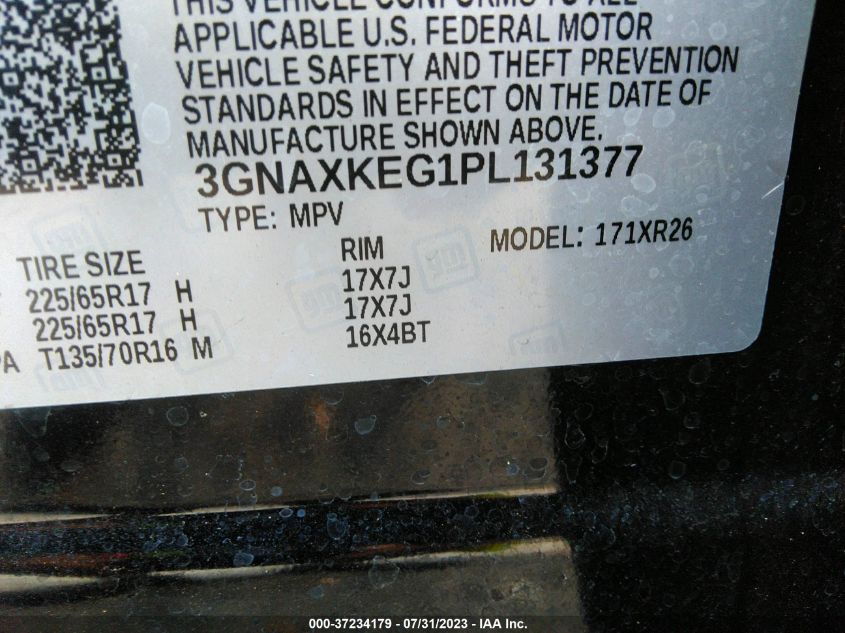 THIS VEHICLE CONFORMS TO ALL
APPLICABLE U.S. FEDERAL MOTOR
VEHICLE SAFETY AND THEFT PREVENTION
STANDARDS IN EFFECT ON THE DATE OF
MANUFACTURE SHOWN ABOVE.
3GNAXKEG1PL131377
TYPE: MPV
MODEL: 171XR26
TIRE SIZE RIM
225/65R17 H 17X7J
225/65R17 H 17X7J
PA T135/70R16 M 16X4BT
000-37234179 - 07/31/2023 - IAA Inc.